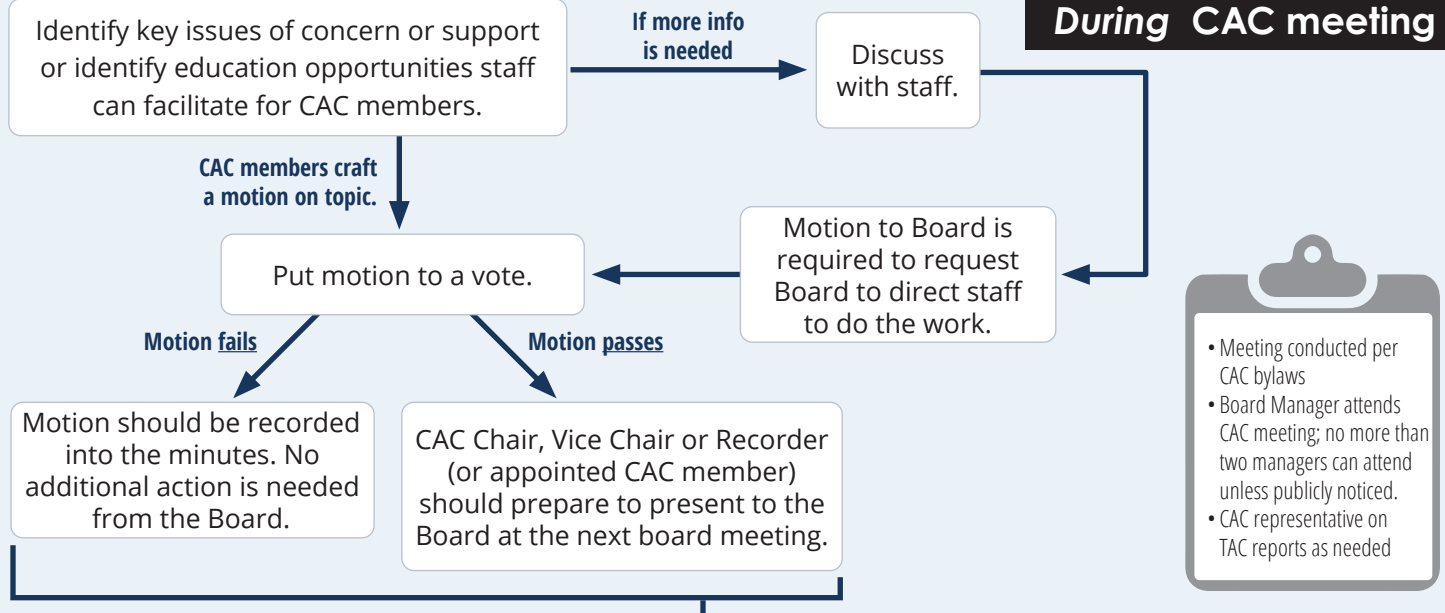 During CAC meeting
Identify key issues of concern or support
or identify education opportunities staff
can facilitate for CAC members.
If more info
is needed
Discuss
with staff.
CAC members craft
a motion on topic.
Put motion to a vote.
Motion to Board is
required to request
Board to direct staff
to do the work.
Motion fails
Motion passes
Motion should be recorded
into the minutes. No
additional action is needed
from the Board.
CAC Chair, Vice Chair or Recorder
(or appointed CAC member)
should prepare to present to the
Board at the next board meeting.
• Meeting conducted per
CAC bylaws
• Board Manager attends
CAC meeting; no more than
two managers can attend
unless publicly noticed.
• CAC representative on
TAC reports as needed